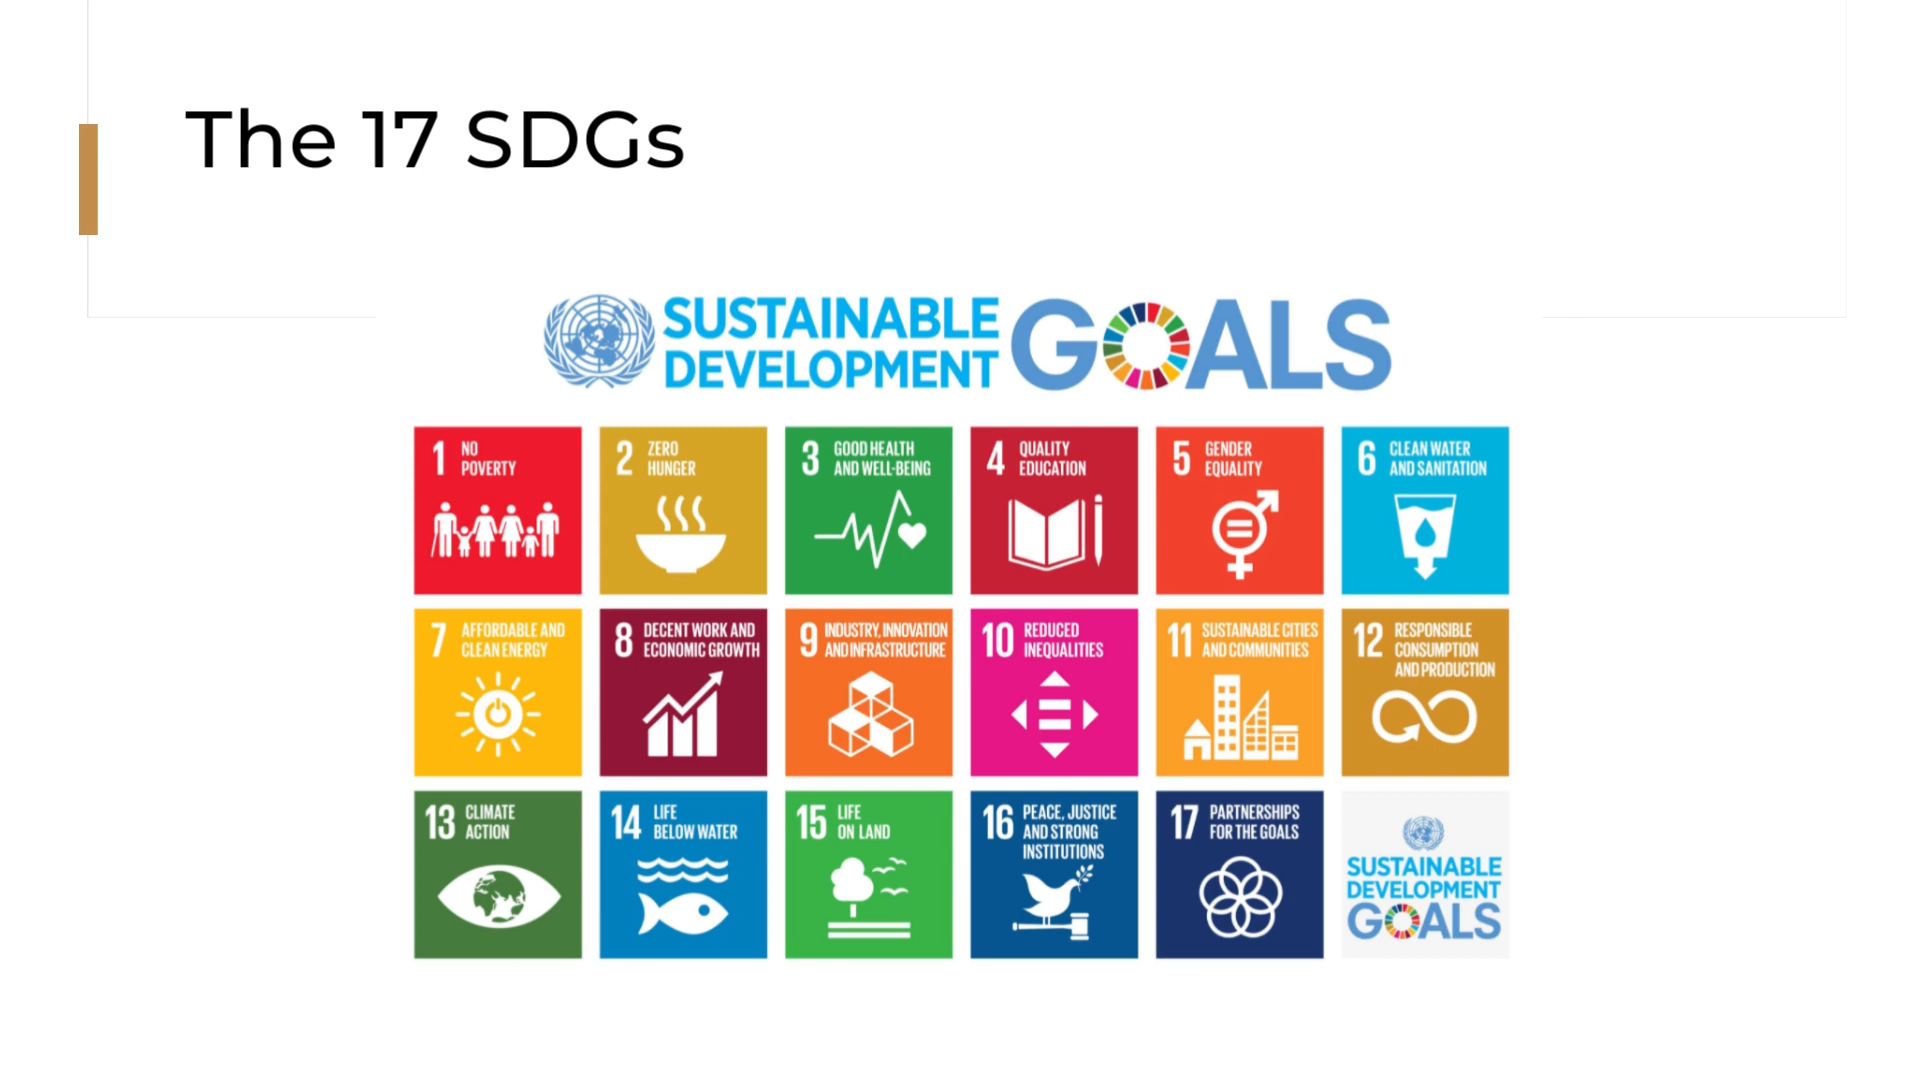 The 17 SDGs
SUSTAINABLE
DEVELOPMENT
GOALS
1 NO
POVERTY
2 ZERO
HUNGER
3 GOOD HEALTH
AND WELL-BEING
4 QUALITY
EDUCATION
5 GENDER
EQUALITY
6 CLEAN WATER
AND SANITATION
7 AFFORDABLE AND
CLEAN ENERGY
8 DECENT WORK AND
ECONOMIC GROWTH
9 INDUSTRY, INNOVATION
AND INFRASTRUCTURE
10 REDUCED
INEQUALITIES
11 SUSTAINABLE CITIES
AND COMMUNITIES
12 RESPONSIBLE
CONSUMPTION
AND PRODUCTION
13 CLIMATE
ACTION
14 LIFE
BELOW WATER
15 LIFE
ON LAND
16 PEACE, JUSTICE
AND STRONG
INSTITUTIONS
17 PARTNERSHIPS
FOR THE GOALS
SUSTAINABLE
DEVELOPMENT
GOALS